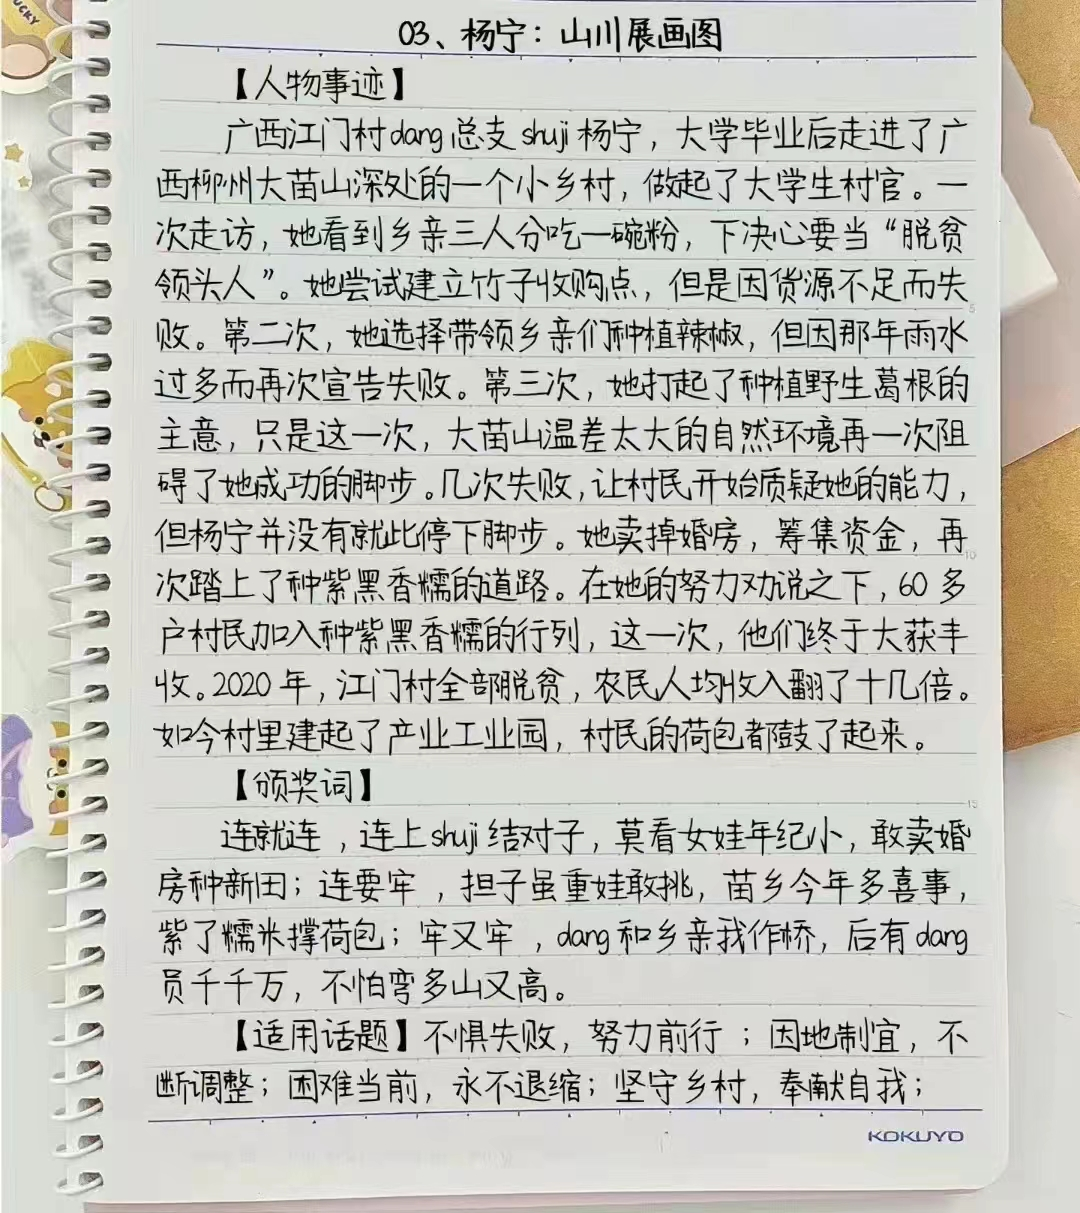 03、杨宁：山川展画图
【人物事迹】
广西江门村dang总支shuji杨宁，大学毕业后走进了广
西柳州大苗山深处的一个小乡村，做起了大学生村官。一
次走访，她看到乡亲三人分吃一碗粉，下决心要当“脱贫
领头人”。她尝试建立竹子收购点，但是因货源不足而失
败。第二次，她选择带领乡亲们种植辣椒，但因那年雨水
过多而再次宣告失败。第三次，她打起了种植野生葛根的
主意，只是这一次，大苗山温差太大的自然环境再一次阻
碍了她成功的脚步。几次失败，让村民开始质疑她的能力，
但杨宁并没有就此停下脚步。她卖掉婚房，筹集资金，再
次踏上了种紫黑香糯的道路。在她的努力劝说之下，60多
户村民加入种紫黑香糯的行列，这一次，他们终于大获丰
收。2020年，江门村全部脱贫，农民人均收入翻了十几倍。
如今村里建起了产业工业园，村民的荷包都鼓了起来。
【颁奖词】
连就连，连上shuji结对子，莫看女娃年纪小，敢卖婚
房种新田；连要牢，担子虽重娃敢挑，苗乡今年多喜事，
紫了糯米撑荷包；牢又牢，dang和乡亲我作桥，后有dang
员千千万，不怕弯多山又高。
【适用话题】不惧失败，努力前行；因地制宜，不
断调整；困难当前，永不退缩；坚守乡村，奉献自我；
KOKUYO
5
10
15
UCKY